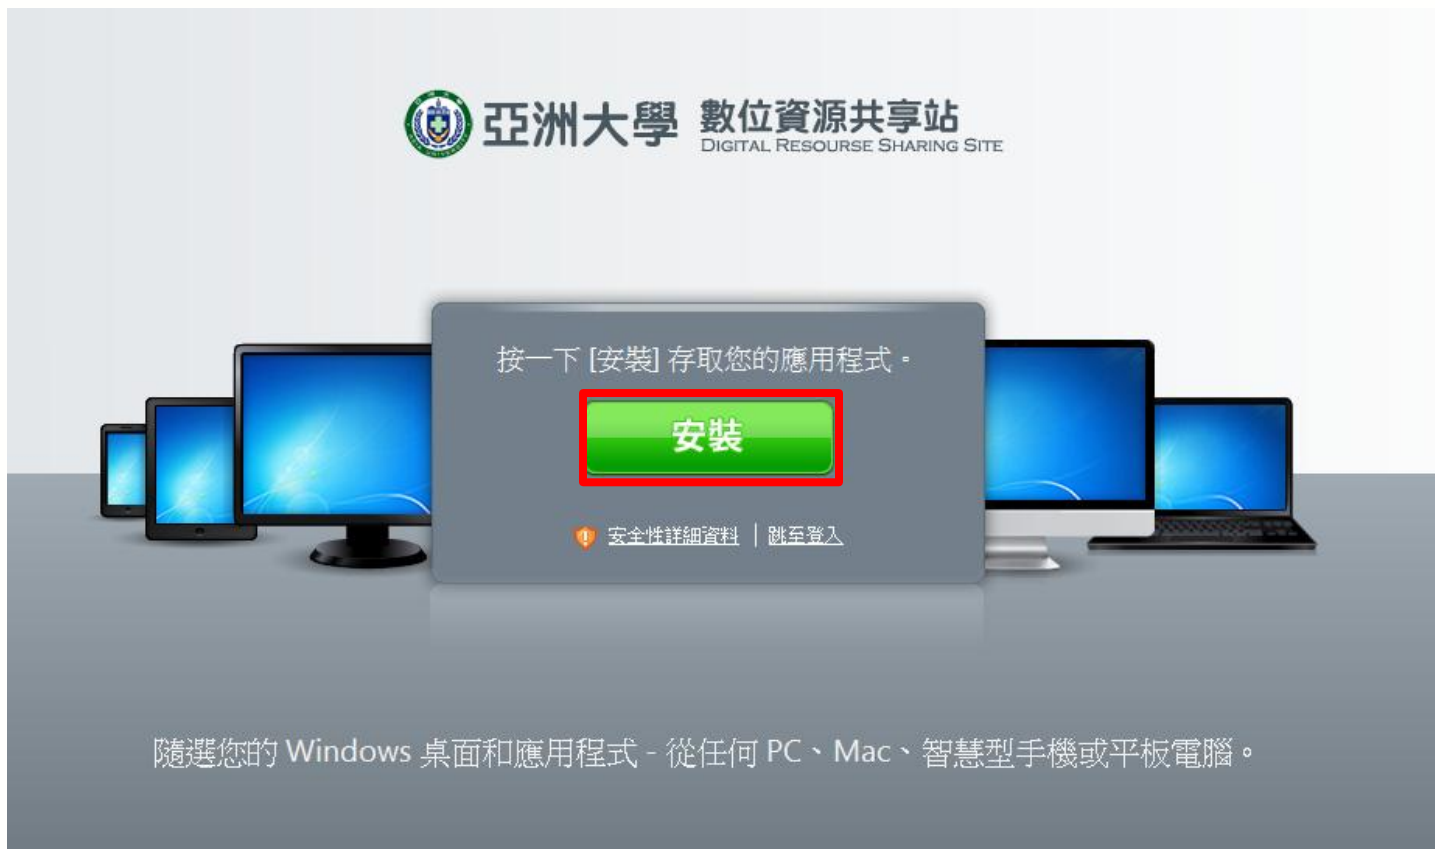 亞洲大學 數位資源共享站
DIGITAL RESOURSE SHARING SITE
按一下 [安裝] 存取您的應用程式。
安裝
安全性詳細資料 | 跳至登入
隨選您的 Windows 桌面和應用程式 - 從任何 PC、Mac、智慧型手機或平板電腦。